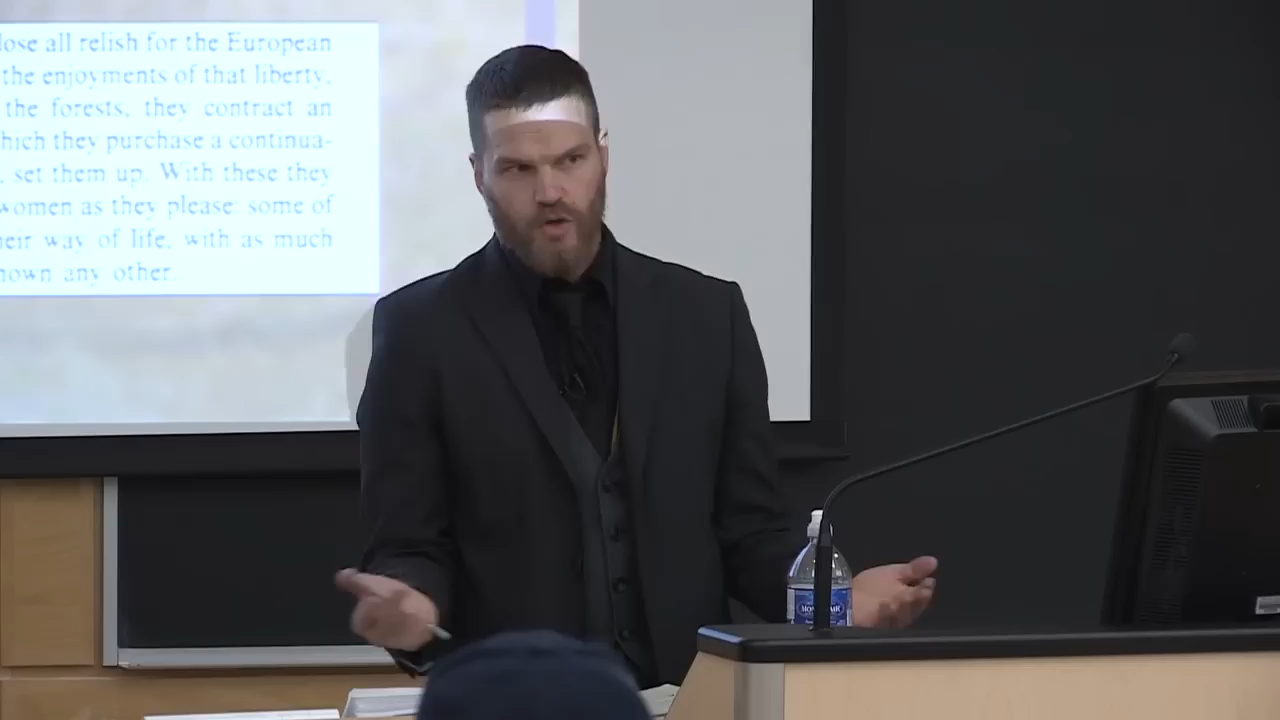 lose all relish for the European
the enjoyments of that liberty,
the forests, they contract an
hich they purchase a continua-
, set them up. With these they
women as they please: some of
eir way of life, with as much
nown any other.